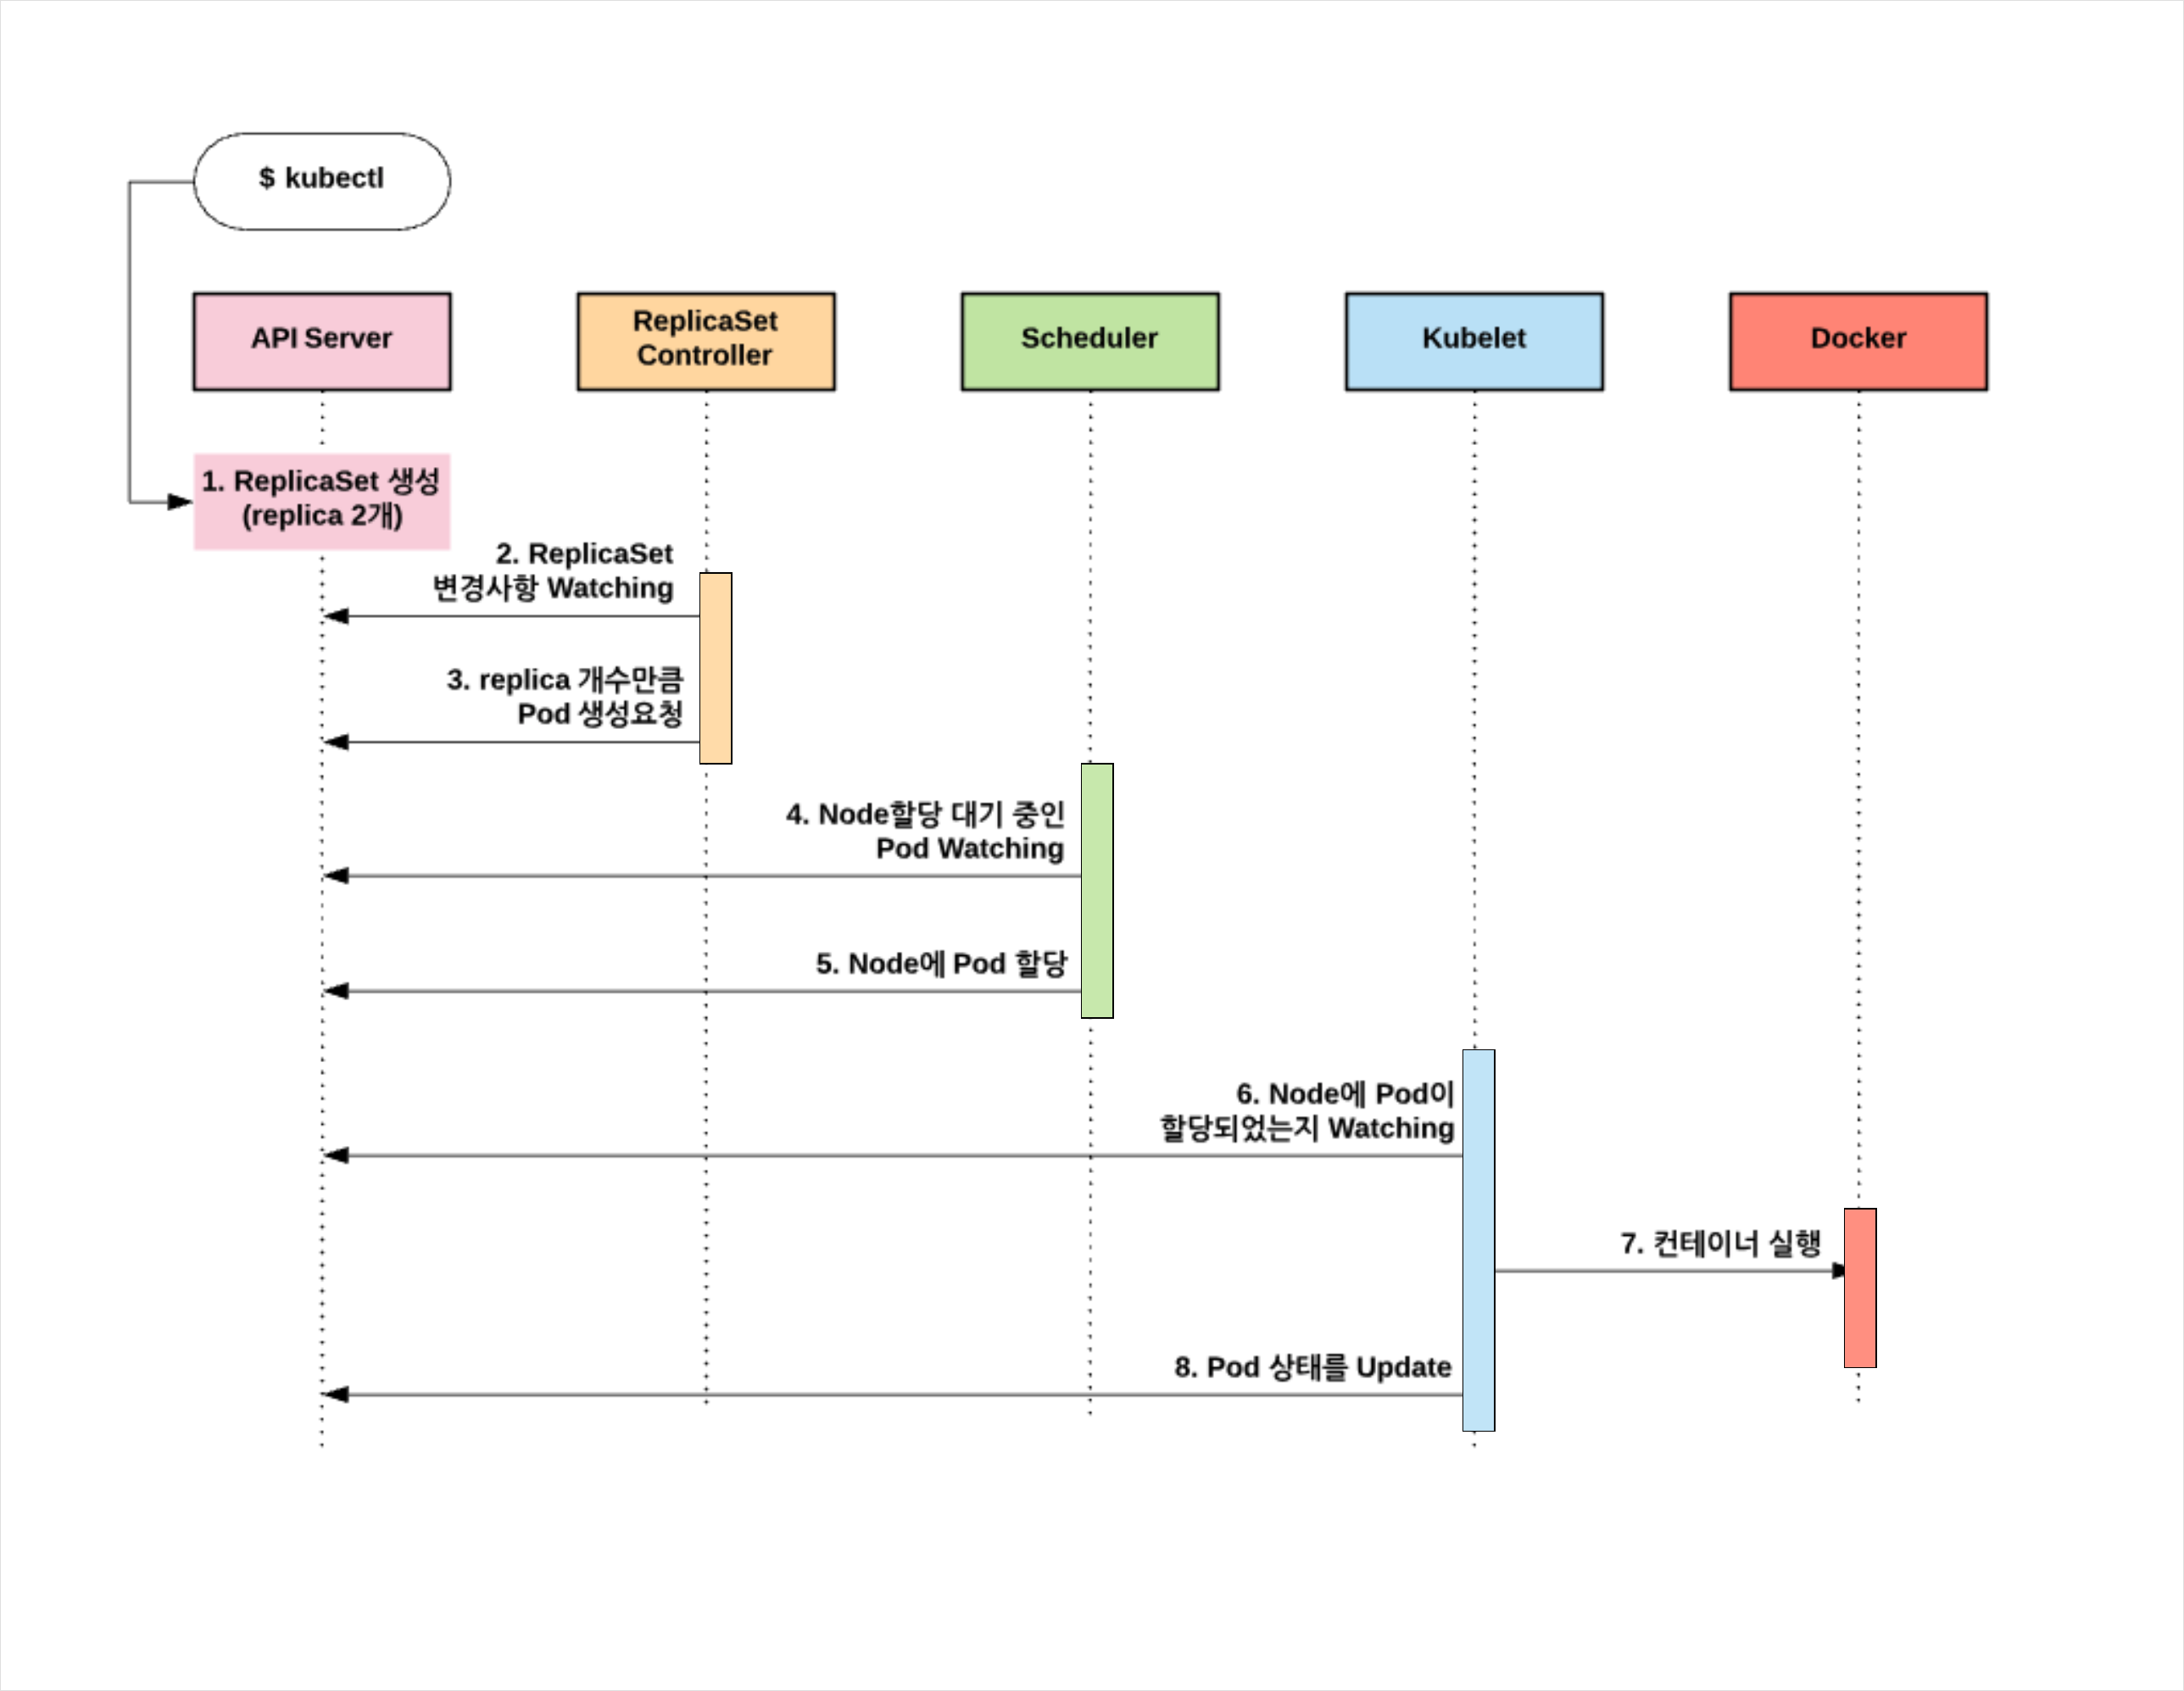 $ kubectl
API Server
ReplicaSet
Controller
Scheduler
Kubelet
Docker
1. ReplicaSet 생성
(replica 2개)
2. ReplicaSet
변경사항 Watching
3. replica 개수만큼
Pod 생성요청
4. Node할당 대기 중인
Pod Watching
5. Node에 Pod 할당
6. Node에 Pod이
할당되었는지 Watching
7. 컨테이너 실행
8. Pod 상태를 Update